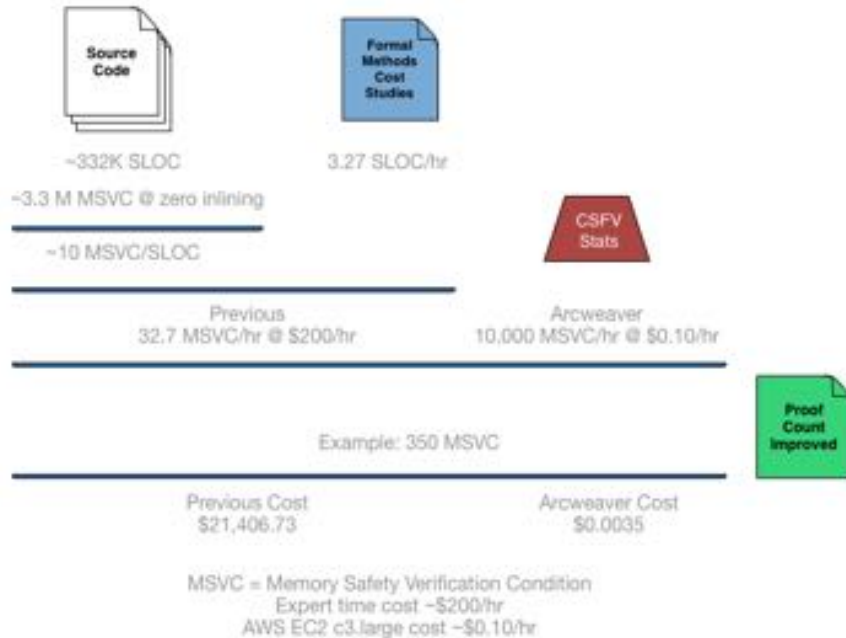 Source
Code
Formal
Methods
Cost
Studies
~332K SLOC
3.27 SLOC/hr
~3.3 M MSVC @ zero inlining
CSFV
Stats
~10 MSVC/SLOC
Previous
32.7 MSVC/hr @ $200/hr
Arcweaver
10,000 MSVC/hr @ $0.10/hr
Proof
Count
Improved
Example: 350 MSVC
Previous Cost
$21,406.73
Arcweaver Cost
$0.0035
MSVC = Memory Safety Verification Condition
Expert time cost ~$200/hr
AWS EC2 c3.large cost ~$0.10/hr